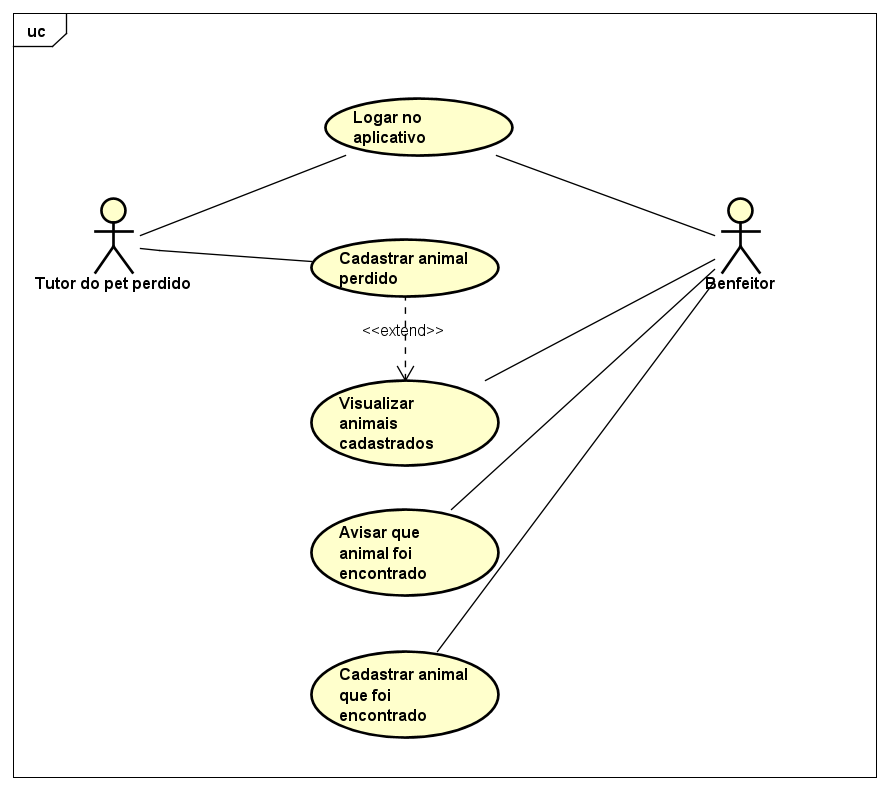 uc
Logar no
aplicativo
Tutor do pet perdido
Cadastrar animal
perdido
Benfeitor
<<extend>>
Visualizar
animais
cadastrados
Avisar que
animal foi
encontrado
Cadastrar animal
que foi
encontrado